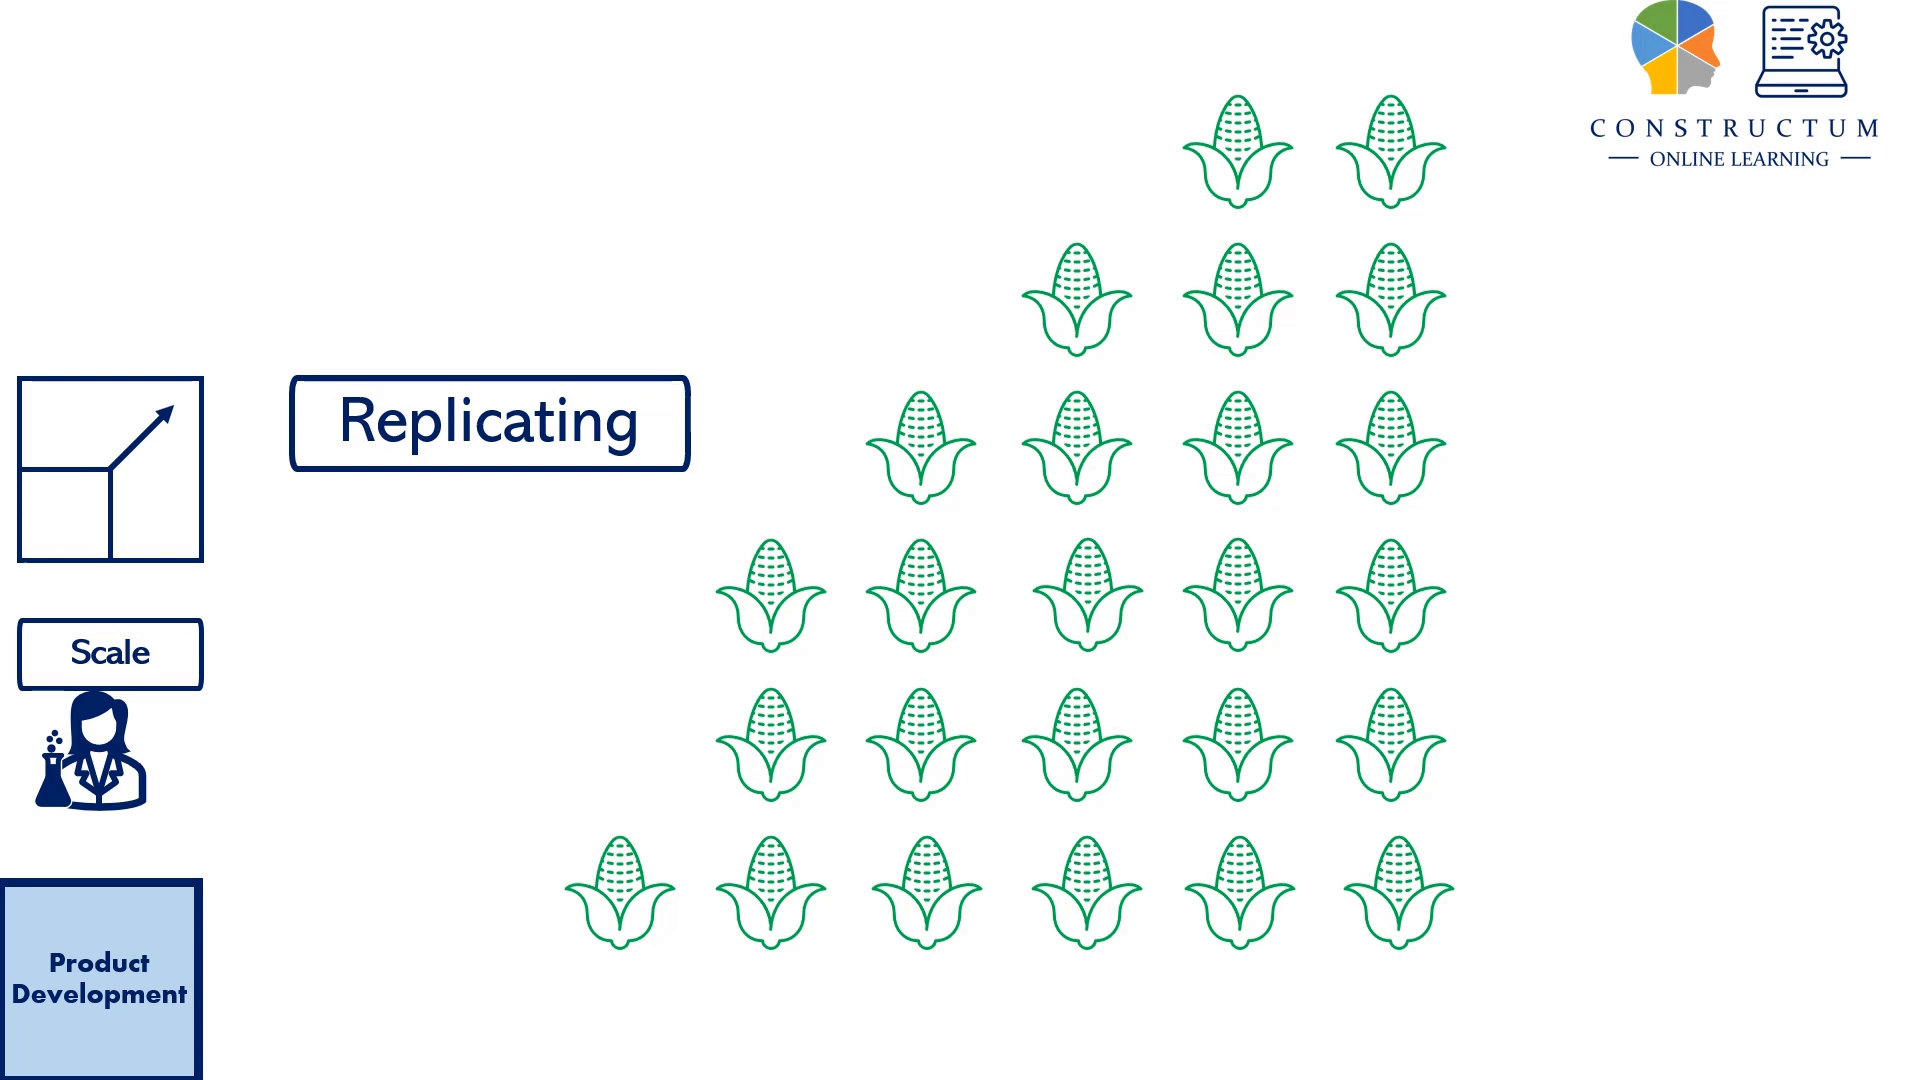 CONSTRUCTUM
ONLINE LEARNING
Replicating
Scale
Product
Development